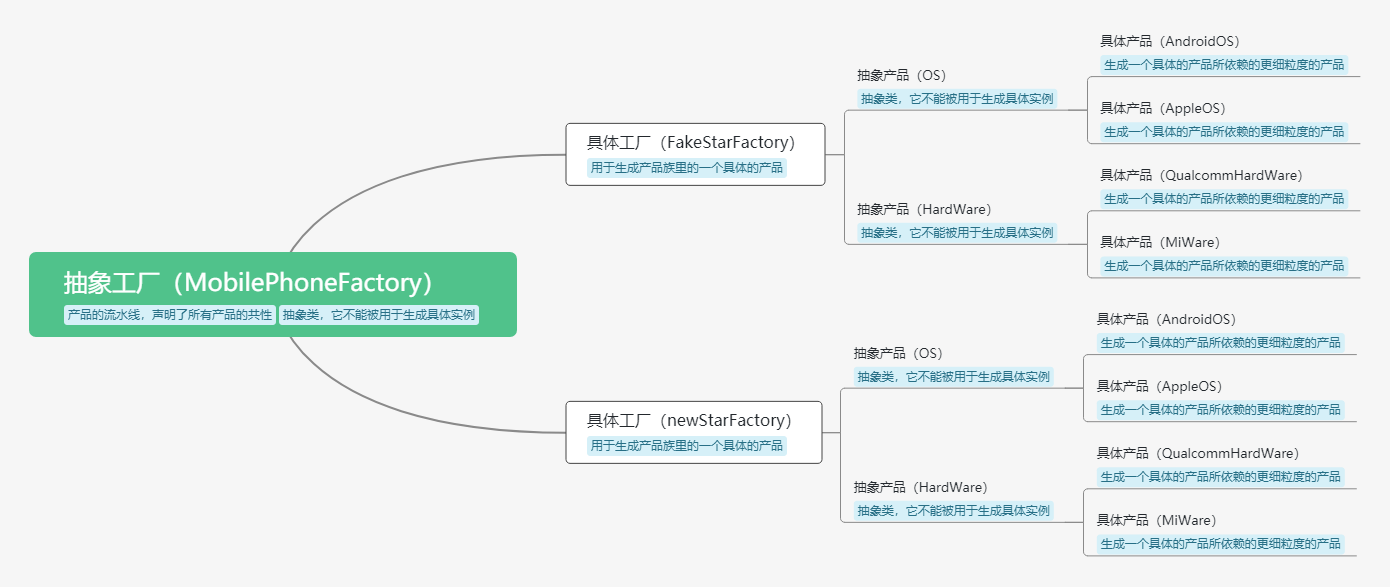 抽象工厂（MobilePhoneFactory）
产品的流水线，声明了所有产品的共性 抽象类，它不能被用于生成具体实例
具体工厂（FakeStarFactory）
用于生成产品族里的一个具体的产品
抽象产品（OS）
抽象类，它不能被用于生成具体实例
具体产品（AndroidOS）
生成一个具体的产品所依赖的更细粒度的产品
具体产品（AppleOS）
生成一个具体的产品所依赖的更细粒度的产品
抽象产品（HardWare）
抽象类，它不能被用于生成具体实例
具体产品（QualcommHardWare）
生成一个具体的产品所依赖的更细粒度的产品
具体产品（MiWare）
生成一个具体的产品所依赖的更细粒度的产品
具体工厂（newStarFactory）
用于生成产品族里的一个具体的产品
抽象产品（OS）
抽象类，它不能被用于生成具体实例
具体产品（AndroidOS）
生成一个具体的产品所依赖的更细粒度的产品
具体产品（AppleOS）
生成一个具体的产品所依赖的更细粒度的产品
抽象产品（HardWare）
抽象类，它不能被用于生成具体实例
具体产品（QualcommHardWare）
生成一个具体的产品所依赖的更细粒度的产品
具体产品（MiWare）
生成一个具体的产品所依赖的更细粒度的产品